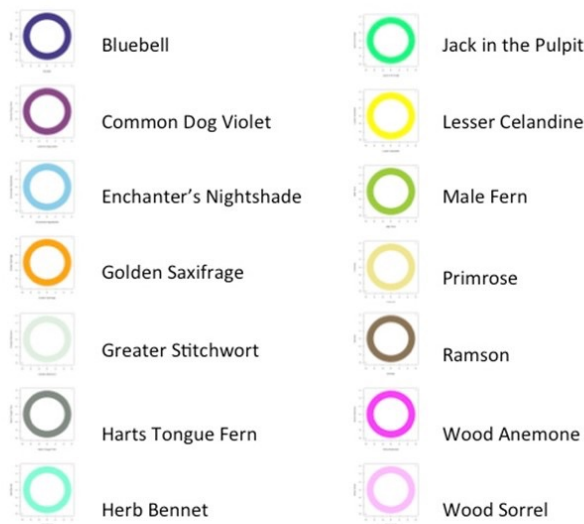 Bluebell
Common Dog Violet
Enchanter’s Nightshade
Golden Saxifrage
Greater Stitchwort
Harts Tongue Fern
Herb Bennet
Jack in the Pulpit
Lesser Celandine
Male Fern
Primrose
Ramson
Wood Anemone
Wood Sorrel